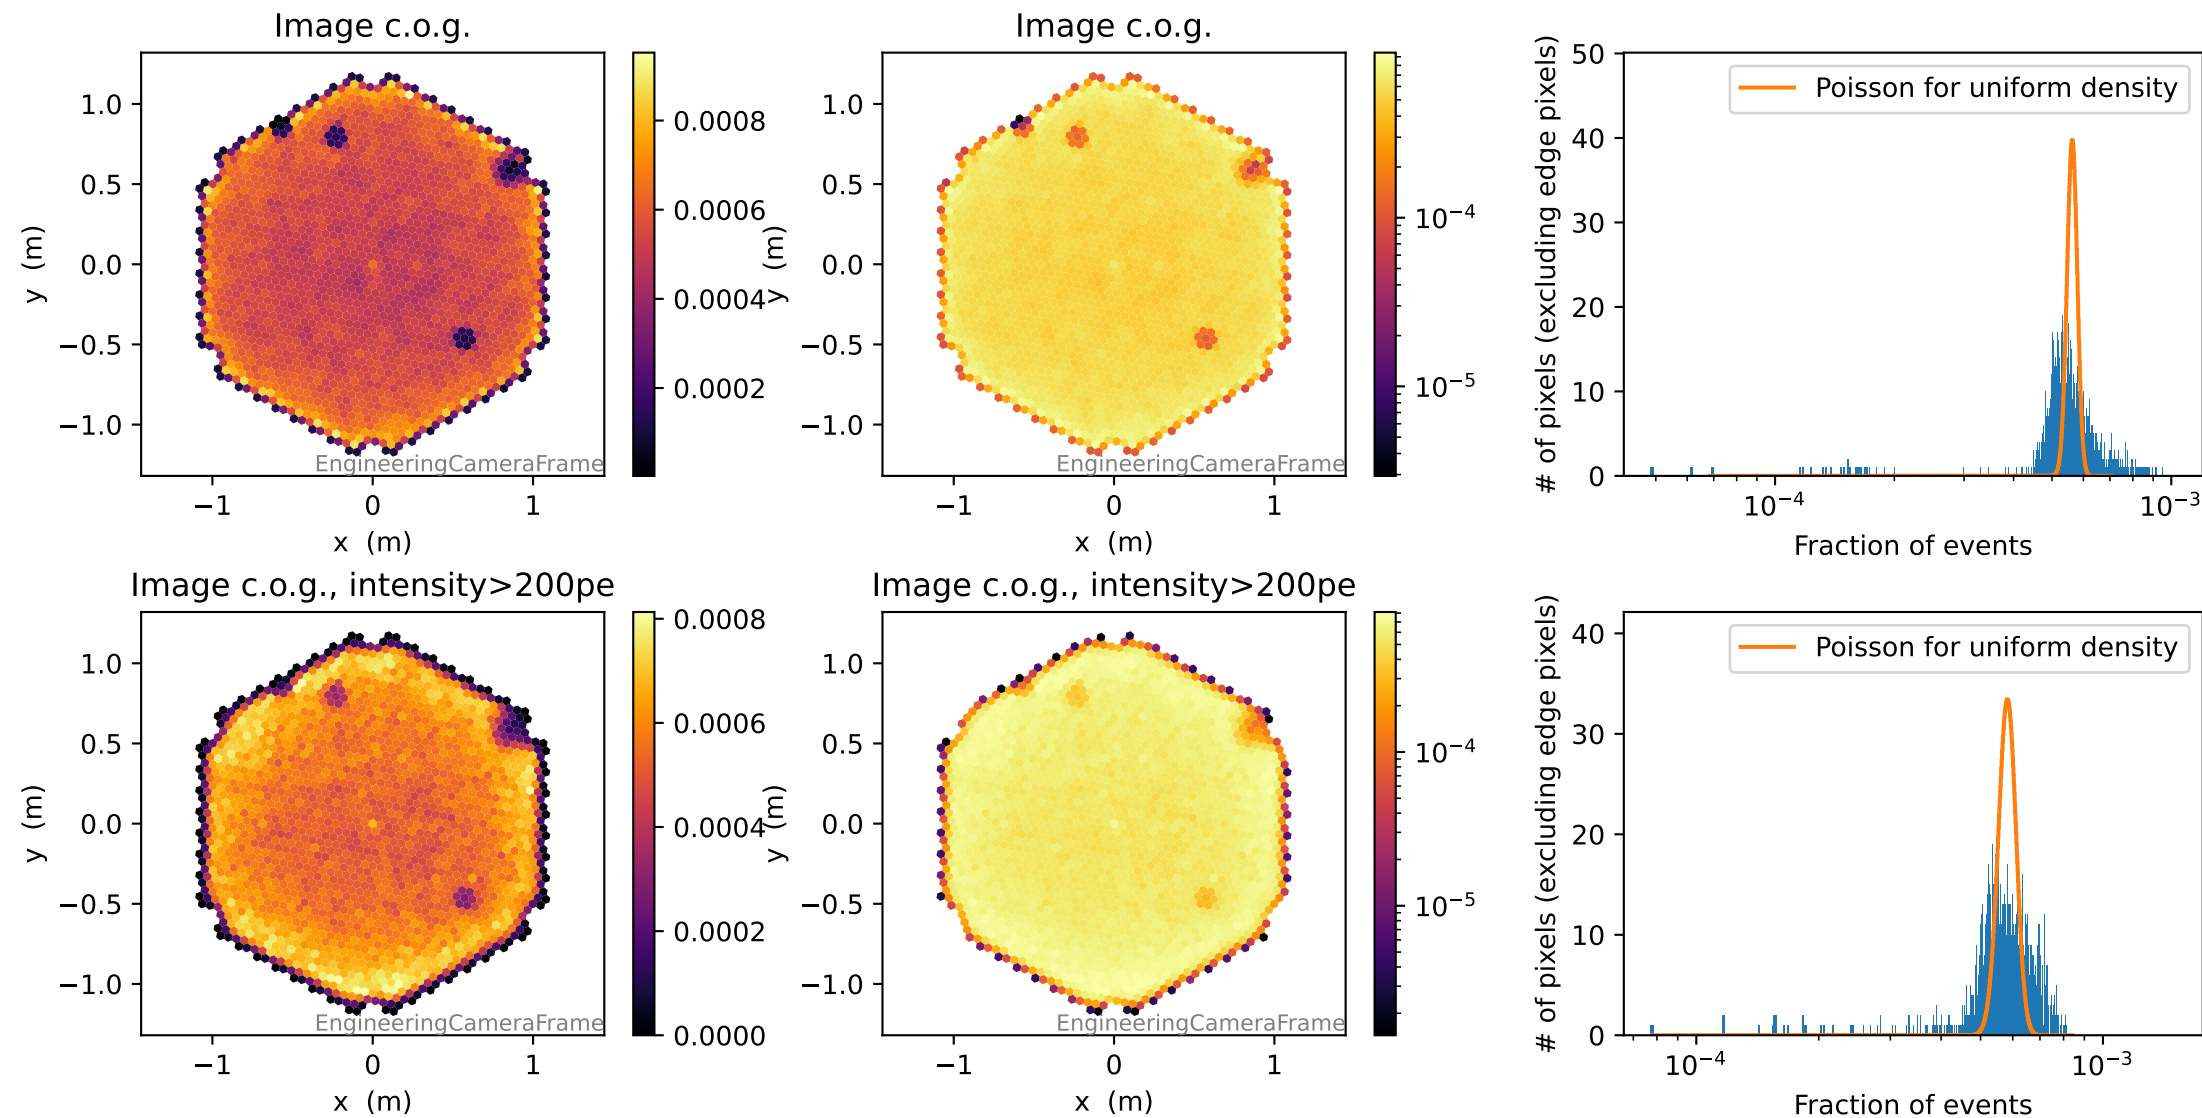 Image c.o.g.
1.0
0.5
0.0
−0.5
−1.0
y (m)
−1
0
1
x (m)
EngineeringCameraFrame
0.0008
0.0006
0.0004
0.0002
Image c.o.g.
1.0
0.5
0.0
−0.5
−1.0
y (m)
−1
0
1
x (m)
EngineeringCameraFrame
10⁻⁴
10⁻⁵
# of pixels (excluding edge pixels)
50
40
30
20
10
0
Poisson for uniform density
10⁻⁴
10⁻³
Fraction of events
Image c.o.g., intensity>200pe
1.0
0.5
0.0
−0.5
−1.0
y (m)
−1
0
1
x (m)
EngineeringCameraFrame
0.0008
0.0006
0.0004
0.0002
0.0000
Image c.o.g., intensity>200pe
1.0
0.5
0.0
−0.5
−1.0
y (m)
−1
0
1
x (m)
EngineeringCameraFrame
10⁻⁴
10⁻⁵
# of pixels (excluding edge pixels)
40
30
20
10
0
Poisson for uniform density
10⁻⁴
10⁻³
Fraction of events